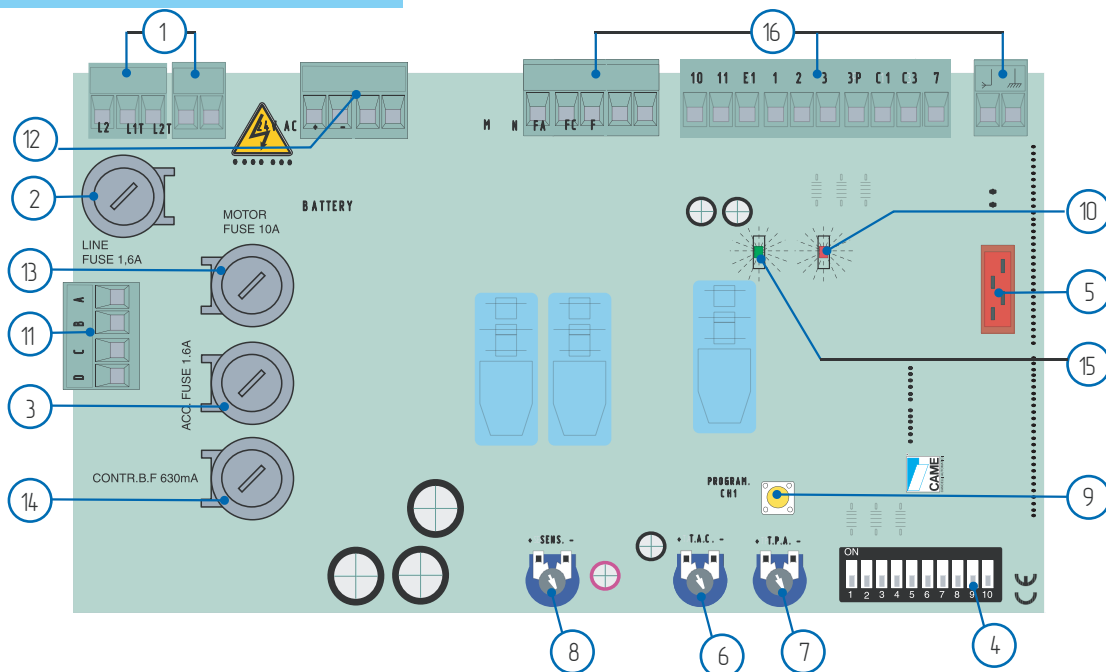 1
16
10 11 E1 1 2 3 3P C1 C3 7
L2 L1T L2T
24V AC + -
M N FA FC F
12
2
BATTERY
10
MOTOR
FUSE 10A
LINE
FUSE 1,6A
13
5
A
B
C
D
11
15
ACC. FUSE 1.6A
3
CONTR.B.F 630mA
14
CAME
PROGRAM.
CH1
9
+ SENS. -
+ T.A.C. -
+ T.P.A. -
ON
1 2 3 4 5 6 7 8 9 10
CE
8
6
7
4